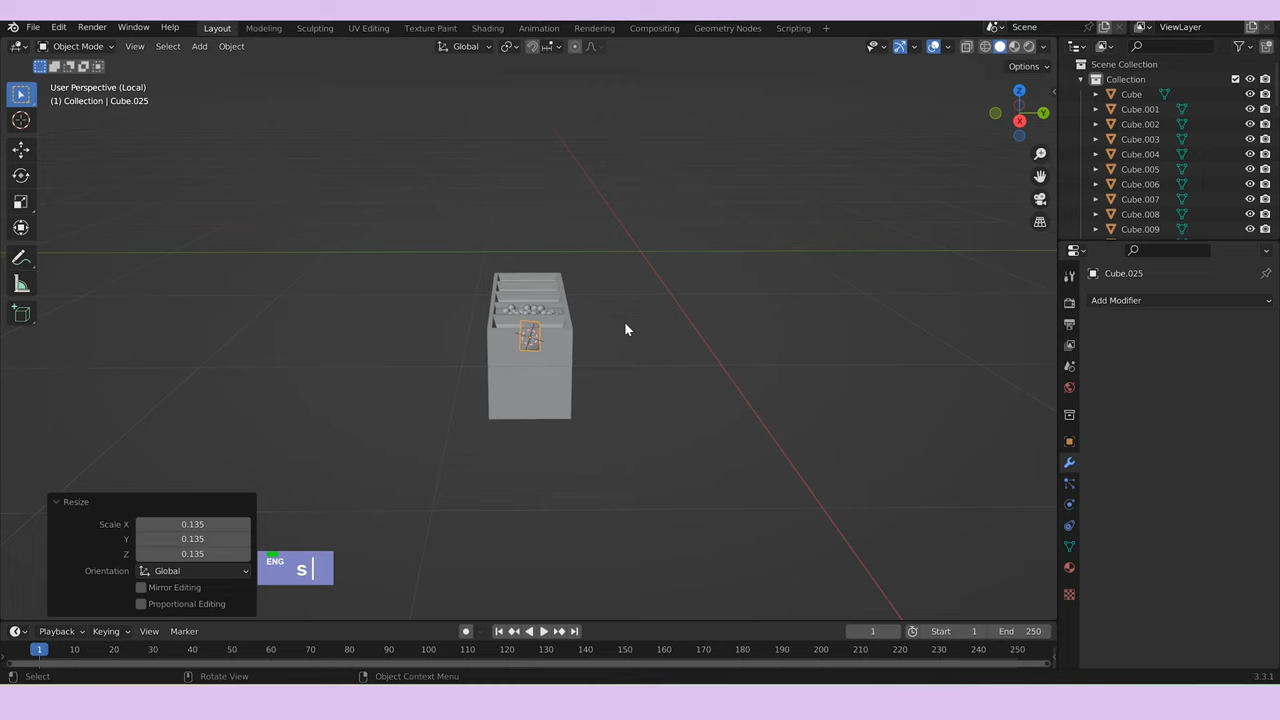 File Edit Render Window Help Layout Modeling Sculpting UV Editing Texture Paint Shading Animation Rendering Compositing Geometry Nodes Scripting + Scene ViewLayer
Object Mode View Select Add Object Global
Options
User Perspective (Local)
(1) Collection | Cube.025
Z
Y
X
Scene Collection
Collection
Cube
Cube.001
Cube.002
Cube.003
Cube.004
Cube.005
Cube.006
Cube.007
Cube.008
Cube.009
Cube.025
Add Modifier
Resize
Scale X 0.135
Y 0.135
Z 0.135
Orientation Global
Mirror Editing
Proportional Editing
ENG
s
Playback Keying View Marker 1 Start 1 End 250
1 10 20 30 40 50 60 70 80 90 100 110 120 130 140 150 160 170 180 190 200 210 220 230 240 250
Select Rotate View Object Context Menu 3.3.1